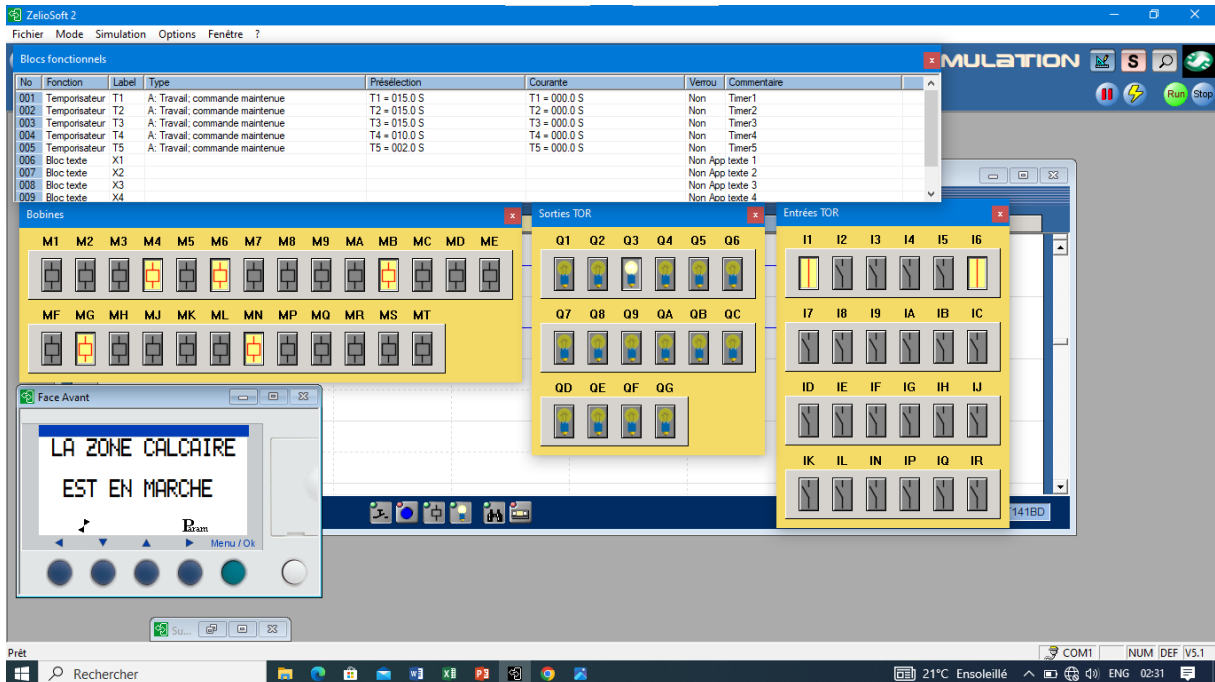 ZelioSoft 2
Fichier Mode Simulation Options Fenêtre ?
Blocs fonctionnels
MULATION
S
Run
Stop
No Fonction Label Type Présélection Courante Verrou Commentaire
001 Temporisateur T1 A: Travail; commande maintenue T1 = 015.0 S T1 = 000.0 S Non Timer1
002 Temporisateur T2 A: Travail; commande maintenue T2 = 015.0 S T2 = 000.0 S Non Timer2
003 Temporisateur T3 A: Travail; commande maintenue T3 = 015.0 S T3 = 000.0 S Non Timer3
004 Temporisateur T4 A: Travail; commande maintenue T4 = 010.0 S T4 = 000.0 S Non Timer4
005 Temporisateur T5 A: Travail; commande maintenue T5 = 002.0 S T5 = 000.0 S Non Timer5
006 Bloc texte X1 Non App texte 1
007 Bloc texte X2 Non App texte 2
008 Bloc texte X3 Non App texte 3
009 Bloc texte X4 Non App texte 4
Bobines
M1 M2 M3 M4 M5 M6 M7 M8 M9 MA MB MC MD ME
MF MG MH MJ MK ML MN MP MQ MR MS MT
Sorties TOR
Q1 Q2 Q3 Q4 Q5 Q6
Q7 Q8 Q9 QA QB QC
QD QE QF QG
Entrées TOR
I1 I2 I3 I4 I5 I6
I7 I8 I9 IA IB IC
ID IE IF IG IH IJ
IK IL IN IP IQ IR
Face Avant
LA ZONE CALCAIRE
EST EN MARCHE
Param
Menu / Ok
141BD
Su...
Prêt
COM1 NUM DEF V5.1
Rechercher
21°C Ensoleillé ENG 02:31